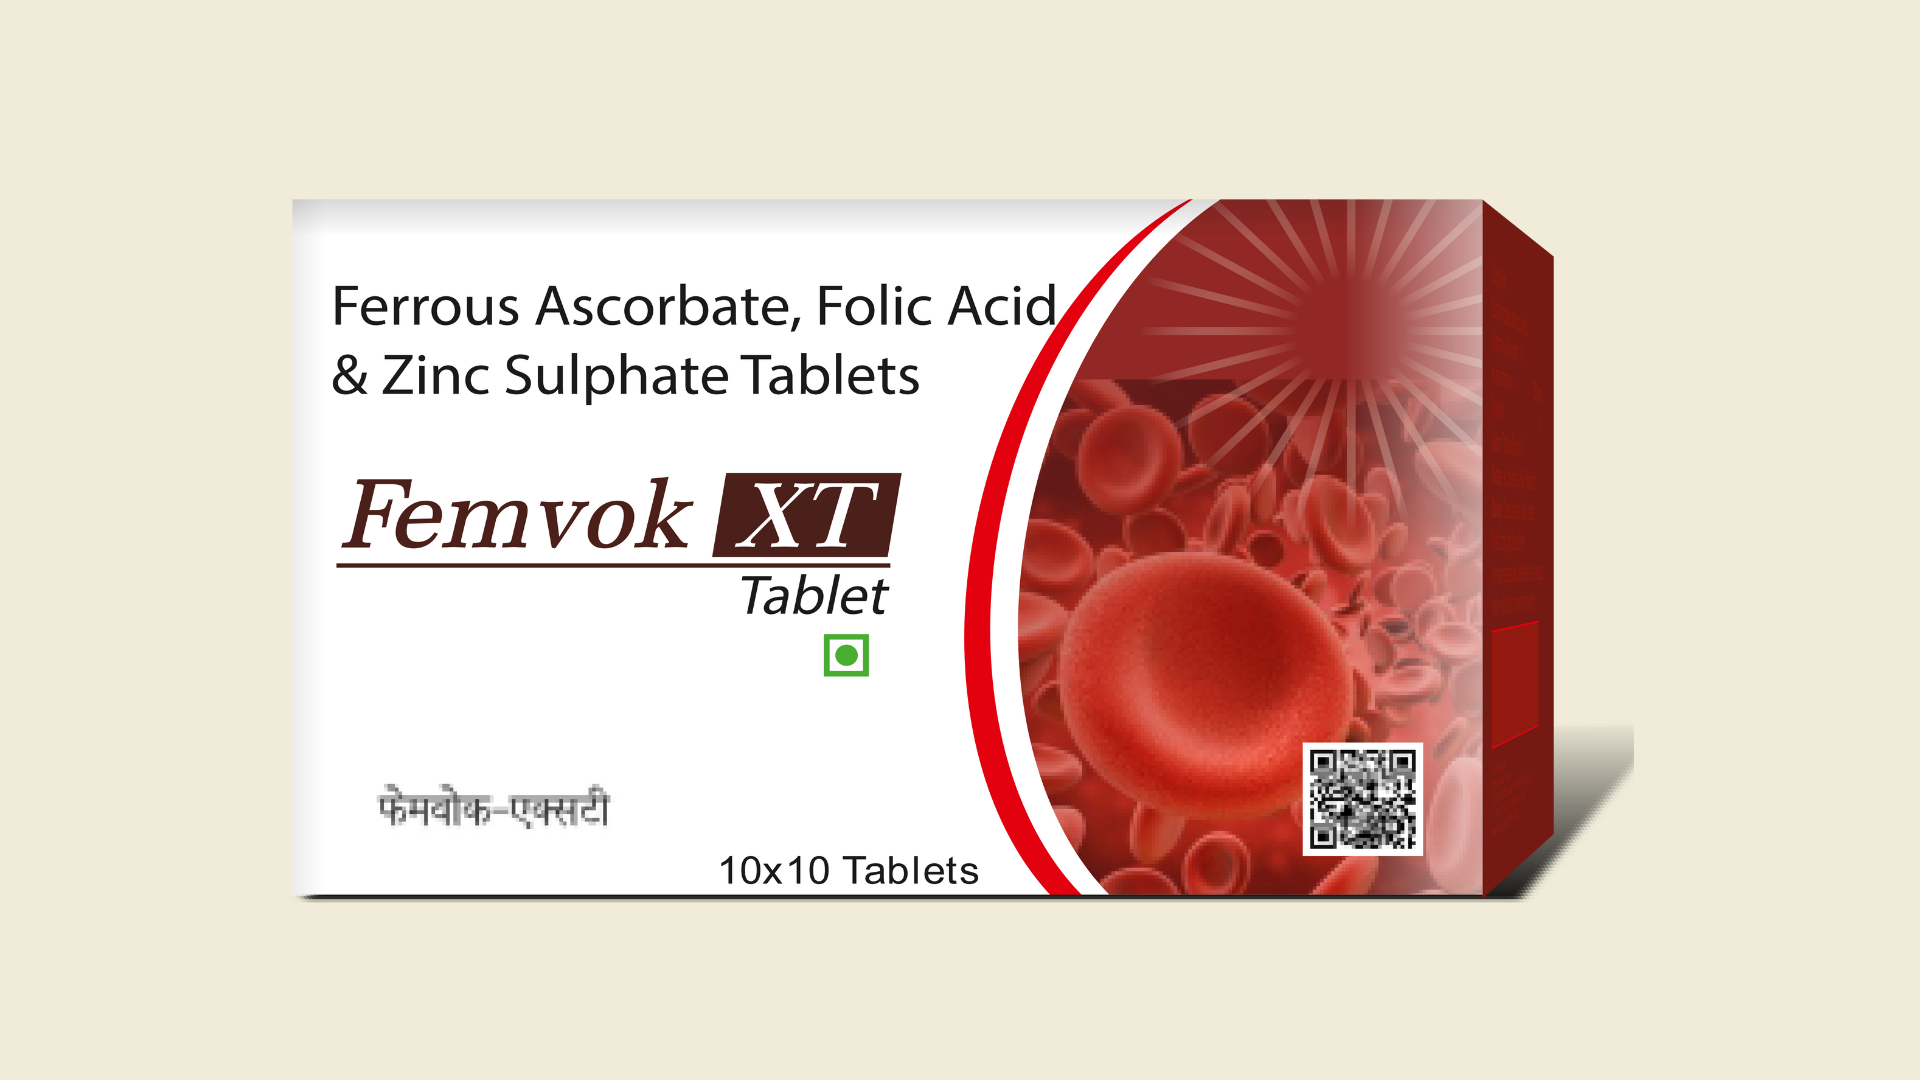 Ferrous Ascorbate, Folic Acid
& Zinc Sulphate Tablets
Femvok XT
Tablet
फेमवोक-एक्सटी
10x10 Tablets